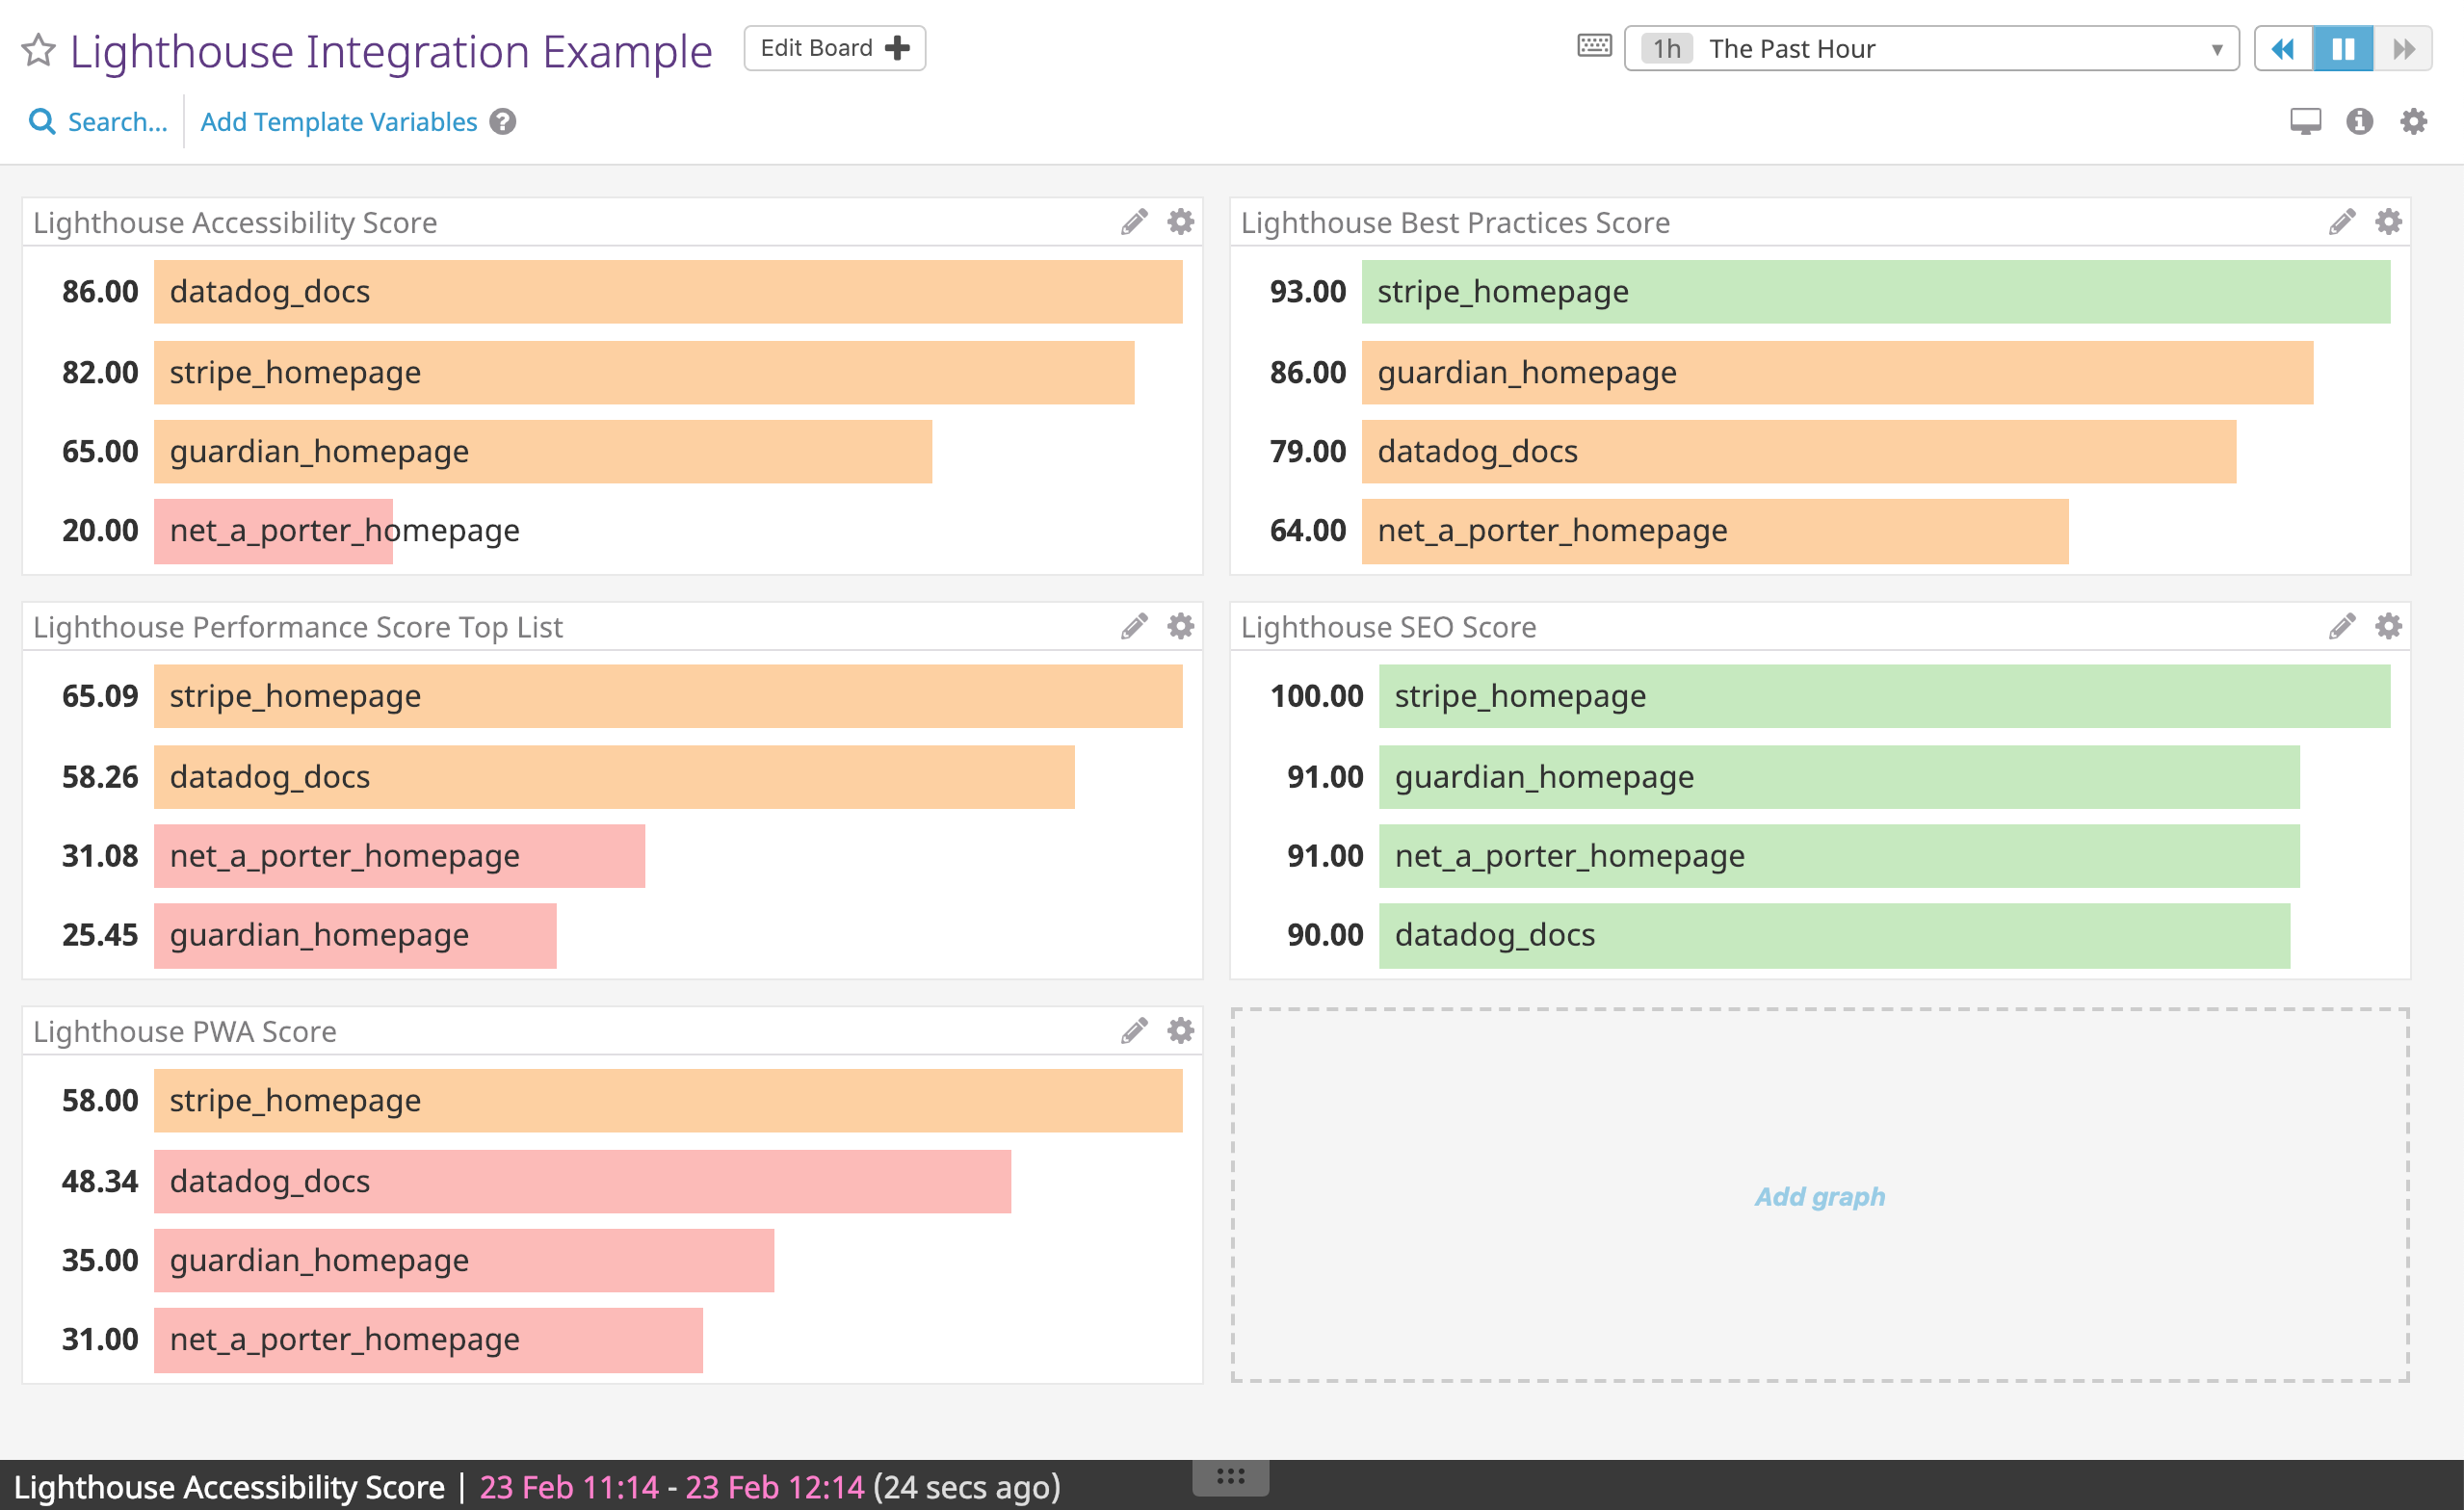 Lighthouse Integration Example
Edit Board
1h The Past Hour
Search...
Add Template Variables
Lighthouse Accessibility Score
86.00 datadog_docs
82.00 stripe_homepage
65.00 guardian_homepage
20.00 net_a_porter_homepage
Lighthouse Best Practices Score
93.00 stripe_homepage
86.00 guardian_homepage
79.00 datadog_docs
64.00 net_a_porter_homepage
Lighthouse Performance Score Top List
65.09 stripe_homepage
58.26 datadog_docs
31.08 net_a_porter_homepage
25.45 guardian_homepage
Lighthouse SEO Score
100.00 stripe_homepage
91.00 guardian_homepage
91.00 net_a_porter_homepage
90.00 datadog_docs
Lighthouse PWA Score
58.00 stripe_homepage
48.34 datadog_docs
35.00 guardian_homepage
31.00 net_a_porter_homepage
Add graph
Lighthouse Accessibility Score | 23 Feb 11:14 - 23 Feb 12:14 (24 secs ago)